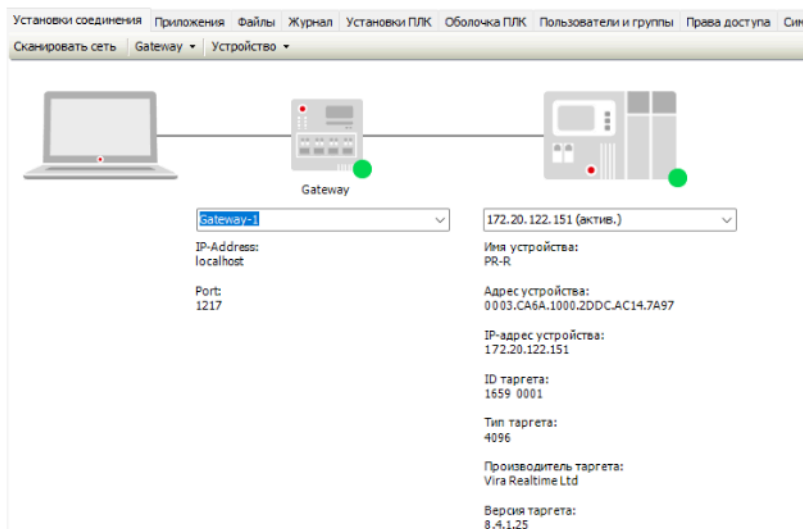 Установки соединения Приложения Файлы Журнал Установки ПЛК Оболочка ПЛК Пользователи и группы Права доступа Сим
Сканировать сеть Gateway Устройство
Gateway
Gateway-1
172.20.122.151 (актив.)
IP-Address:
localhost
Имя устройства:
PR-R
Port:
1217
Адрес устройства:
0003.CA6A.1000.2DDC.AC14.7A97
IP-адрес устройства:
172.20.122.151
ID таргета:
1659 0001
Тип таргета:
4096
Производитель таргета:
Vira Realtime Ltd
Версия таргета:
8.4.1.25